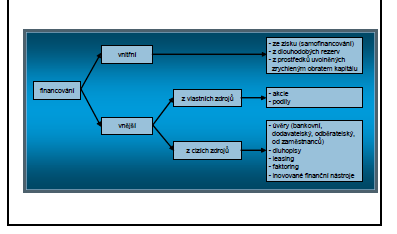 financování
vnitřní
- ze zisku (samofinancování)
- z dlouhodobých rezerv
- z prostředků uvolněných
zrychleným obratem kapitálu
vnější
z vlastních zdrojů
- akcie
- podíly
z cizích zdrojů
- úvěry (bankovní,
dodavatelský, odběratelský,
od zaměstnanců)
- dluhopisy
- leasing
- faktoring
- inovované finanční nástroje